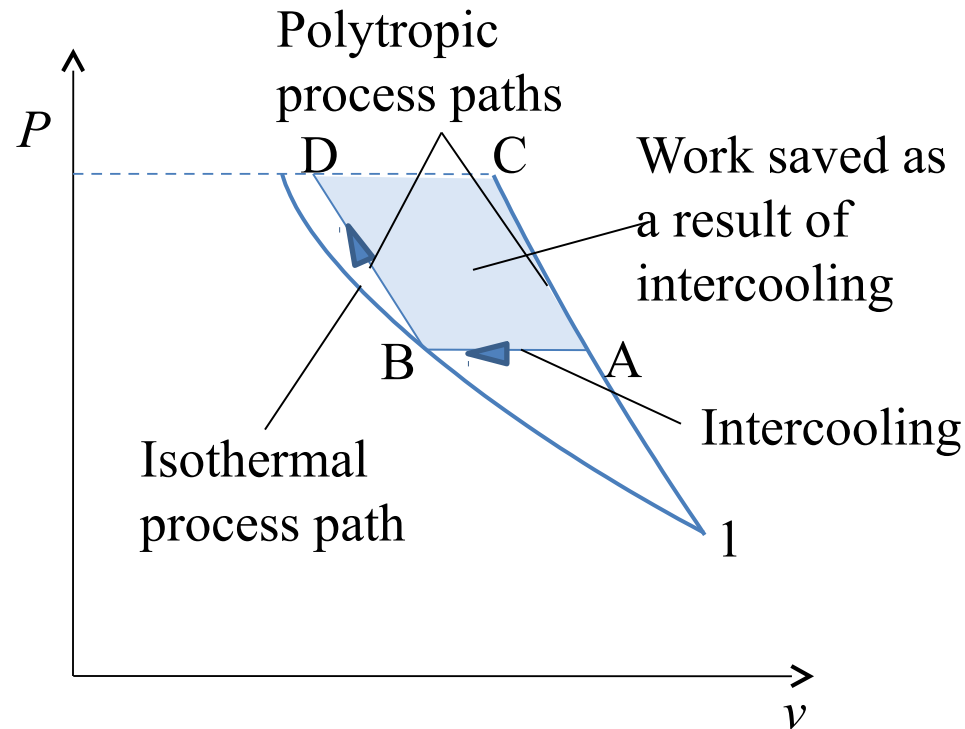 Polytropic
process paths
P
D
C
Work saved as
a result of
intercooling
B
A
Intercooling
Isothermal
process path
1
v